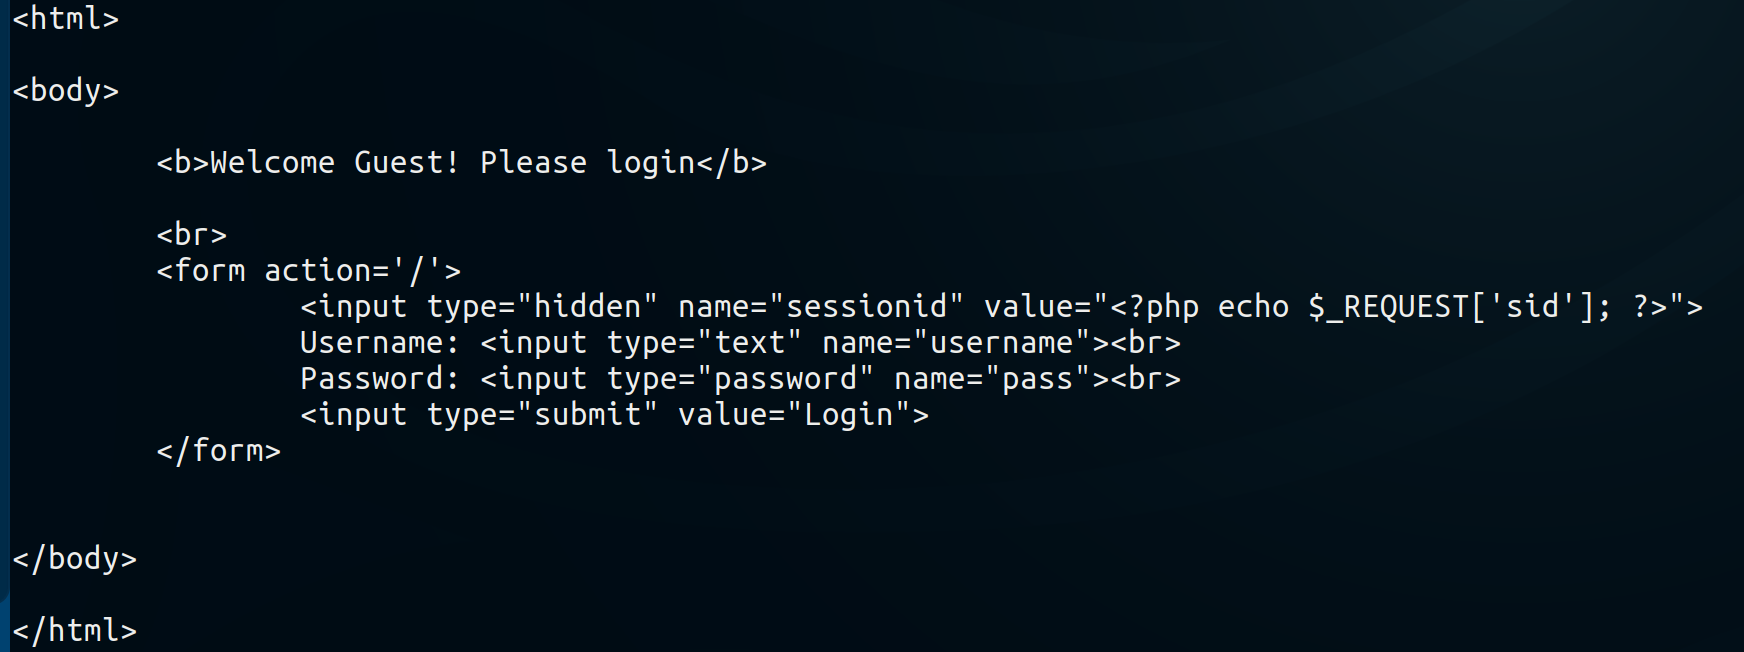 <html>
<body>
<b>Welcome Guest! Please login</b>
<br>
<form action='/'>
<input type="hidden" name="sessionid" value="<?php echo $_REQUEST['sid']; ?>">
Username: <input type="text" name="username"><br>
Password: <input type="password" name="pass"><br>
<input type="submit" value="Login">
</form>
</body>
</html>